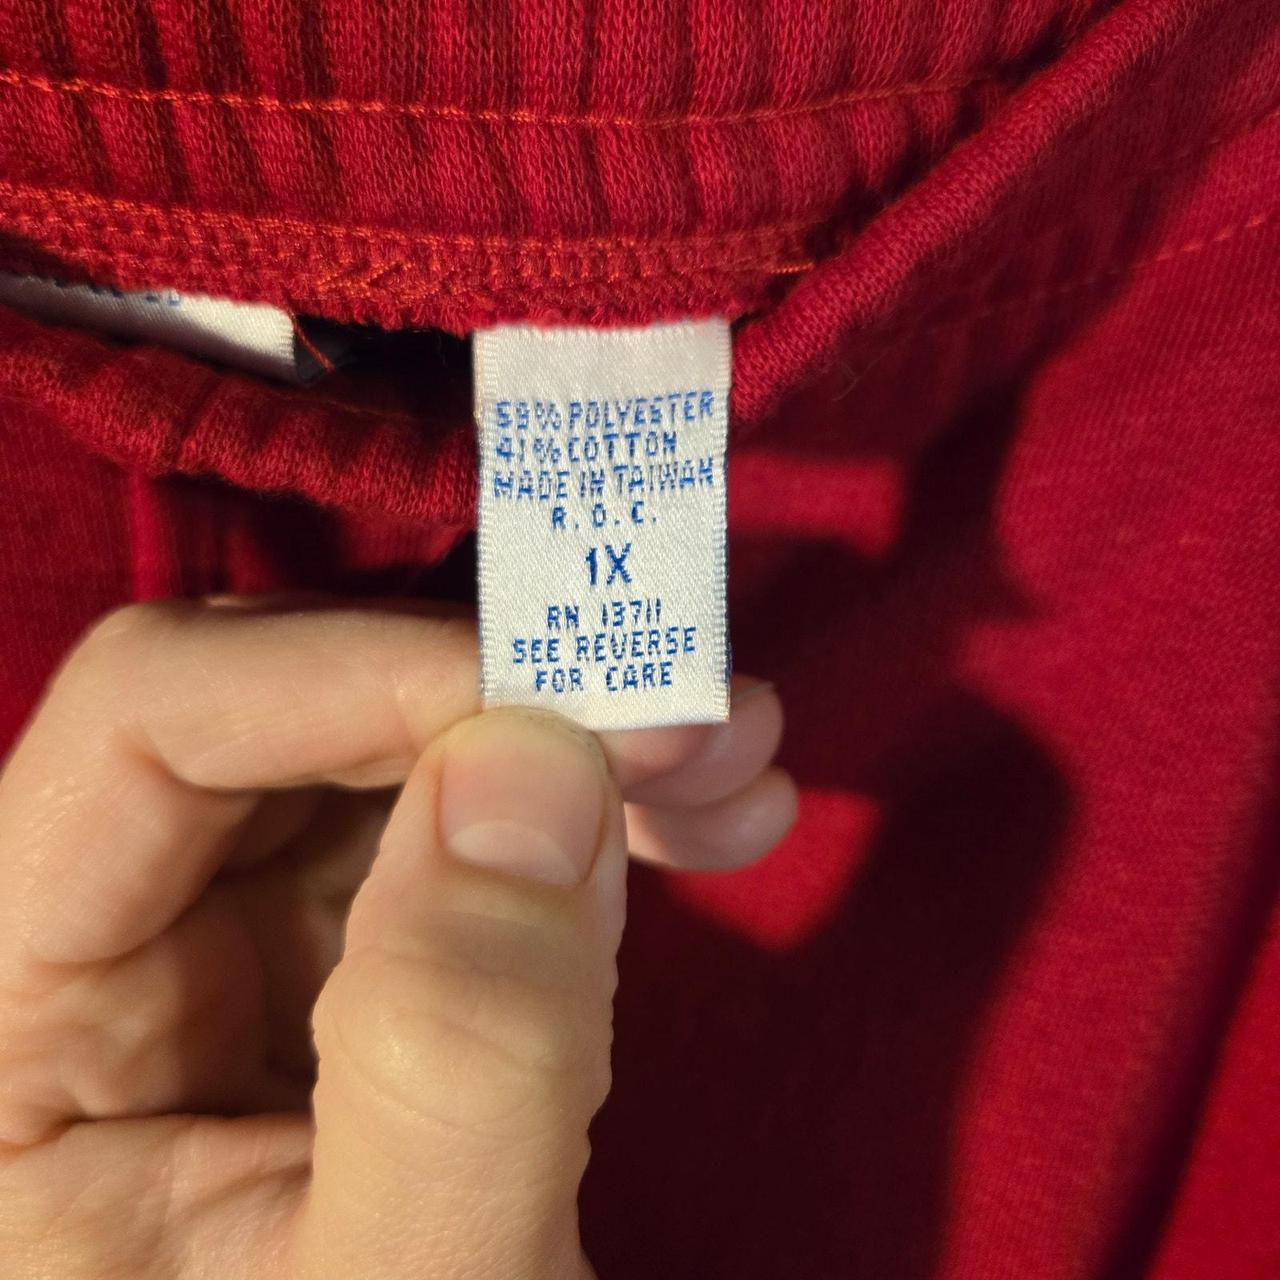 59% POLYESTER
41% COTTON
MADE IN TAIWAN
R.O.C.
1X
RN 13711
SEE REVERSE
FOR CARE